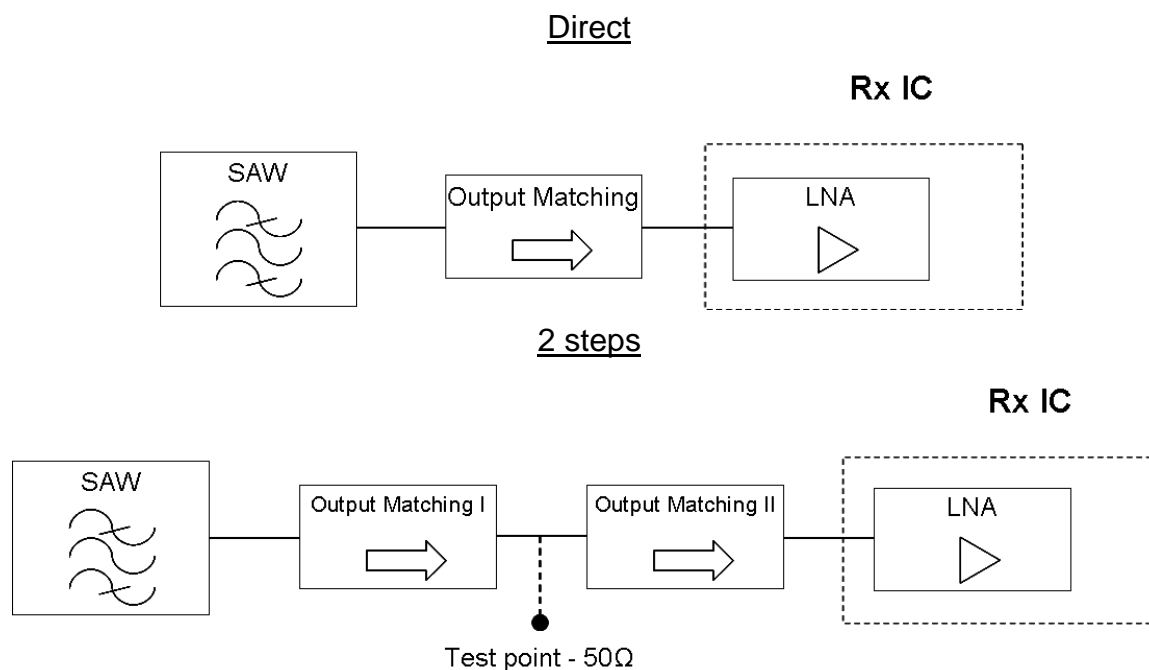 Direct
Rx IC
SAW
Output Matching
LNA
2 steps
Rx IC
SAW
Output Matching I
Output Matching II
LNA
Test point - 50Ω